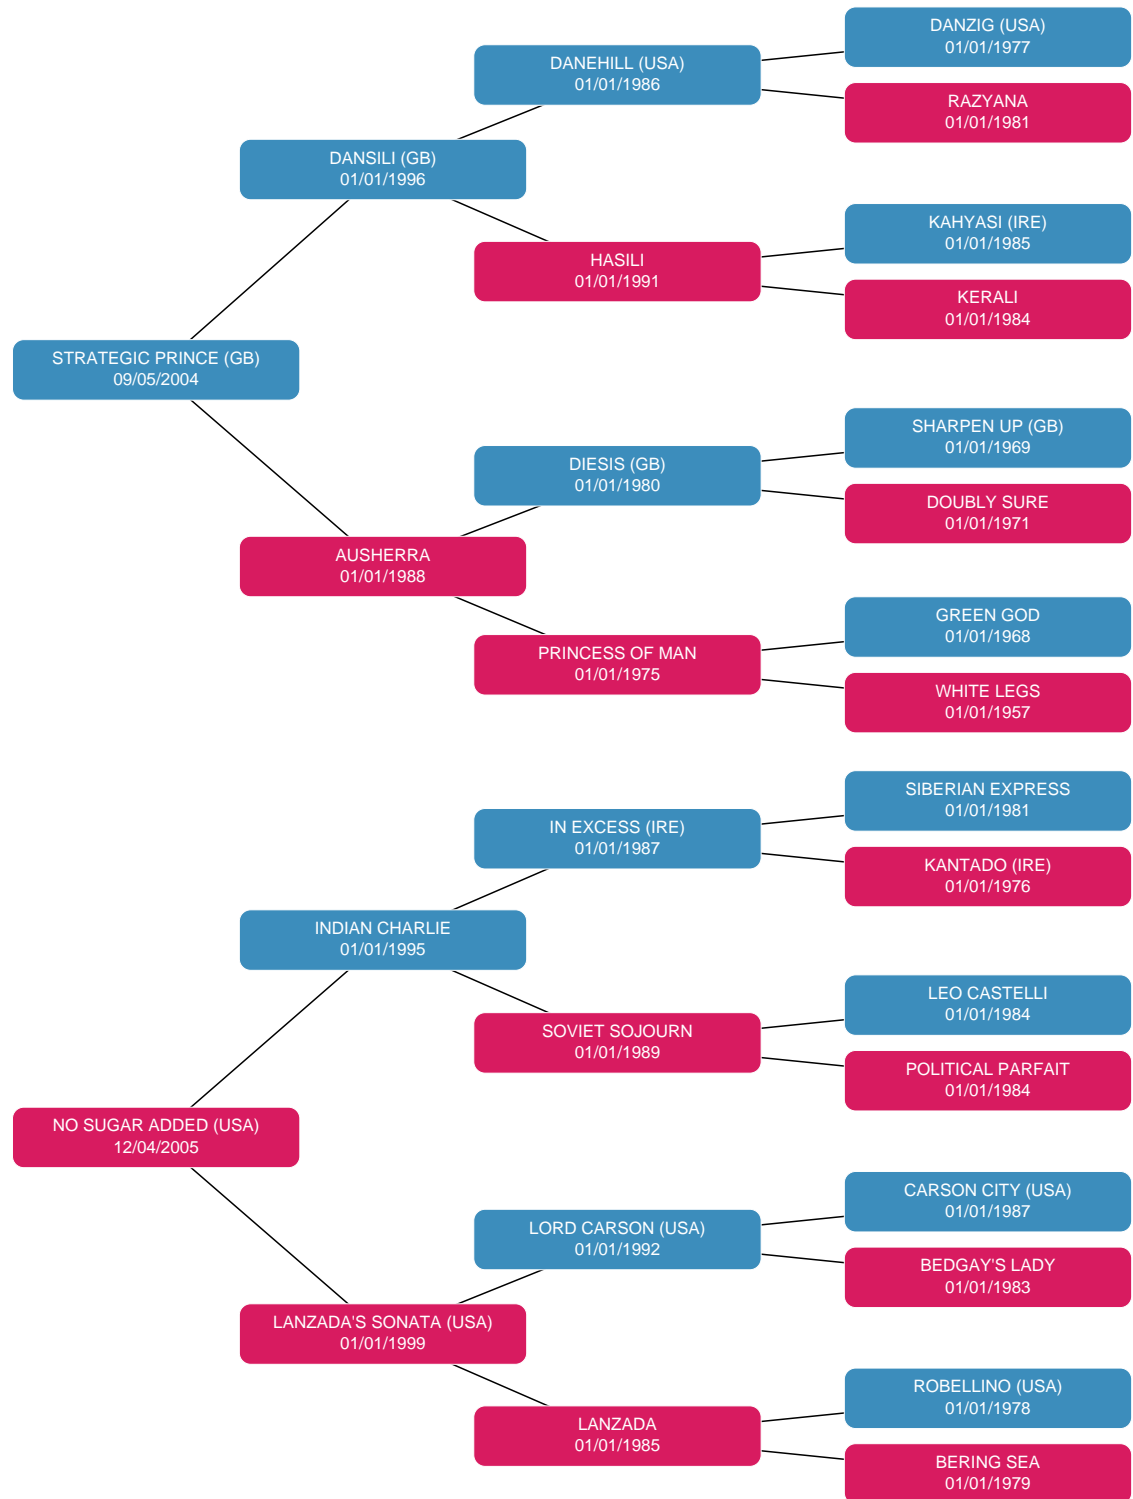 DANZIG (USA)
01/01/1977
DANEHILL (USA)
01/01/1986
RAZYANA
01/01/1981
DANSILI (GB)
01/01/1996
KAHYASI (IRE)
01/01/1985
HASILI
01/01/1991
KERALI
01/01/1984
STRATEGIC PRINCE (GB)
09/05/2004
SHARPEN UP (GB)
01/01/1969
DIESIS (GB)
01/01/1980
DOUBLY SURE
01/01/1971
AUSHERRA
01/01/1988
GREEN GOD
01/01/1968
PRINCESS OF MAN
01/01/1975
WHITE LEGS
01/01/1957
SIBERIAN EXPRESS
01/01/1981
IN EXCESS (IRE)
01/01/1987
KANTADO (IRE)
01/01/1976
INDIAN CHARLIE
01/01/1995
LEO CASTELLI
01/01/1984
SOVIET SOJOURN
01/01/1989
POLITICAL PARFAIT
01/01/1984
NO SUGAR ADDED (USA)
12/04/2005
CARSON CITY (USA)
01/01/1987
LORD CARSON (USA)
01/01/1992
BEDGAY'S LADY
01/01/1983
LANZADA'S SONATA (USA)
01/01/1999
ROBELLINO (USA)
01/01/1978
LANZADA
01/01/1985
BERING SEA
01/01/1979